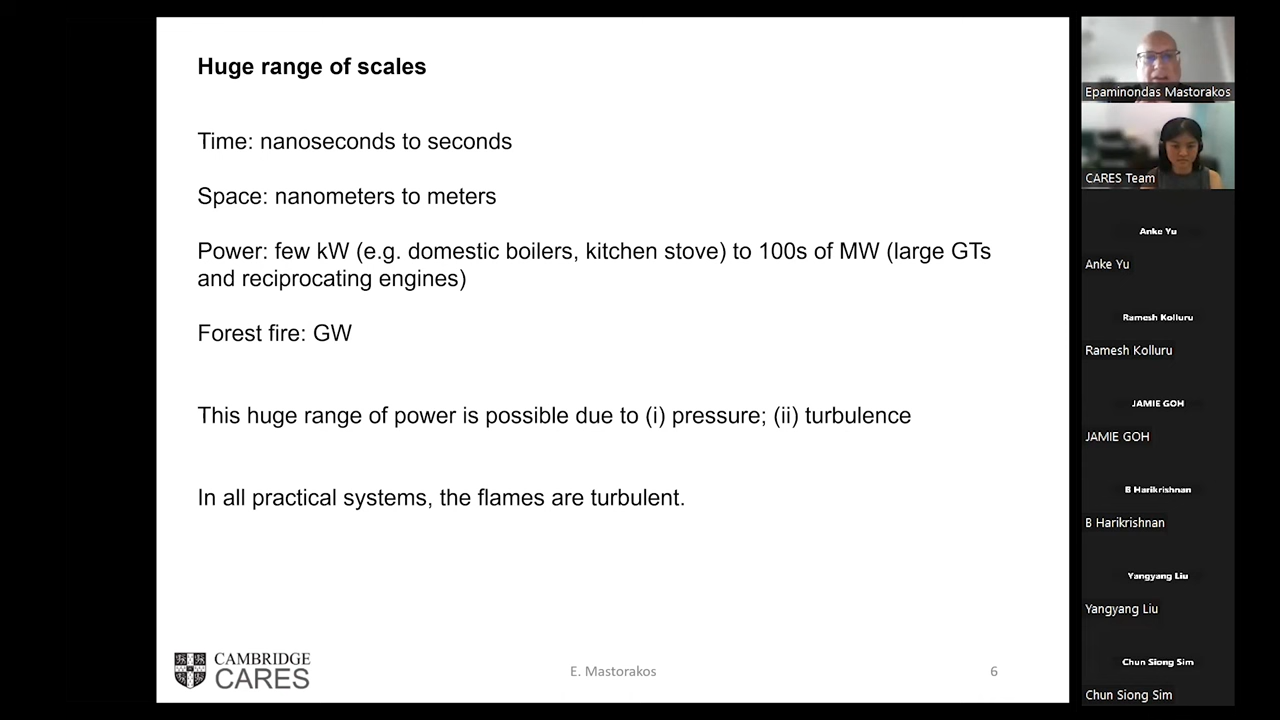 Huge range of scales
Time: nanoseconds to seconds
Space: nanometers to meters
Power: few kW (e.g. domestic boilers, kitchen stove) to 100s of MW (large GTs
and reciprocating engines)
Forest fire: GW
This huge range of power is possible due to (i) pressure; (ii) turbulence
In all practical systems, the flames are turbulent.
CAMBRIDGE
CARES
E. Mastorakos
6
Epaminondas Mastorakos
CARES Team
Anke Yu
Anke Yu
Ramesh Kolluru
Ramesh Kolluru
JAMIE GOH
JAMIE GOH
B Harikrishnan
B Harikrishnan
Yangyang Liu
Yangyang Liu
Chun Siong Sim
Chun Siong Sim